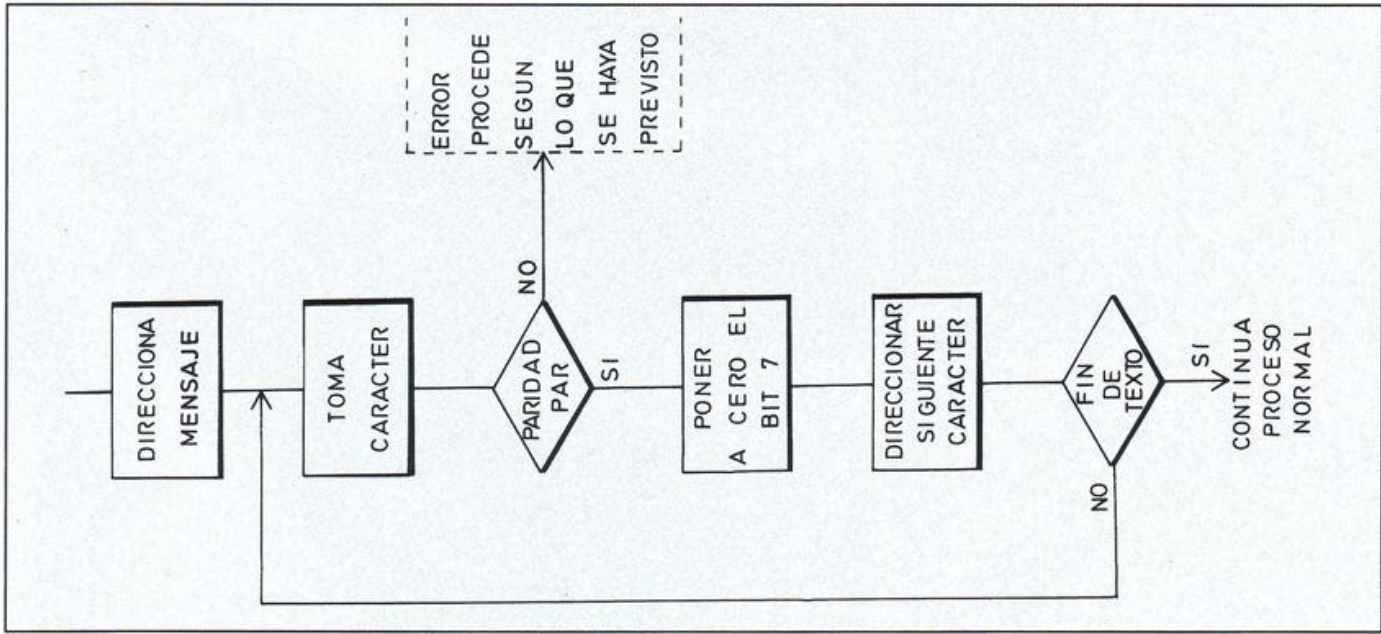 DIRECCIONA
MENSAJE
TOMA
CARACTER
PARIDAD
PAR
NO
ERROR
PROCEDE
SEGUN
LO QUE
SE HAYA
PREVISTO
SI
PONER
A CERO EL
BIT 7
DIRECCIONAR
SIGUIENTE
CARACTER
FIN
DE
TEXTO
NO
SI
CONTINUA
PROCESO
NORMAL